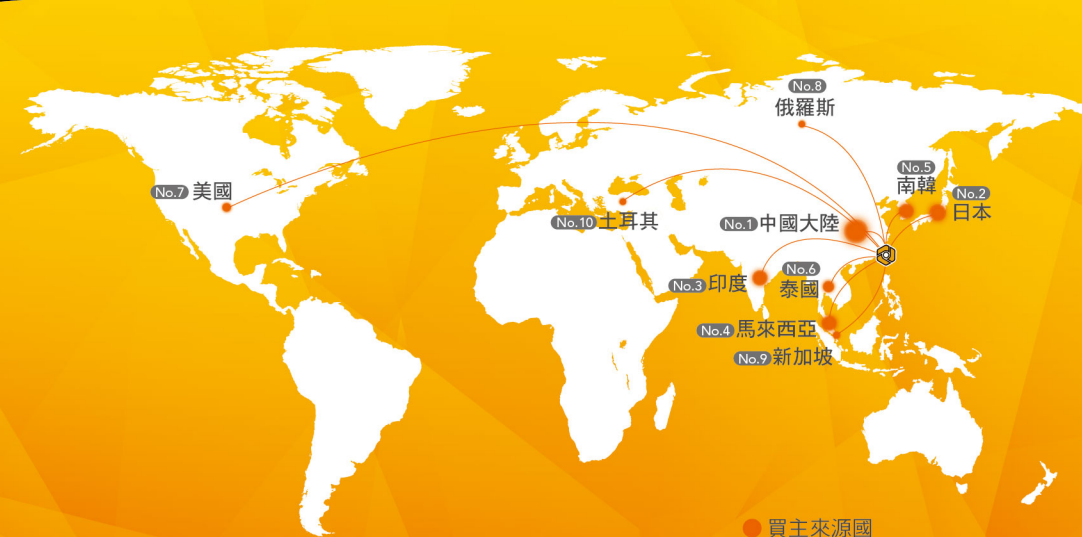 No.8
俄羅斯
No.5
南韓
No.2
日本
No.7 美國
No.10 土耳其
No.1 中國大陸
No.6
泰國
No.3 印度
No.4 馬來西亞
No.9 新加坡
買主來源國